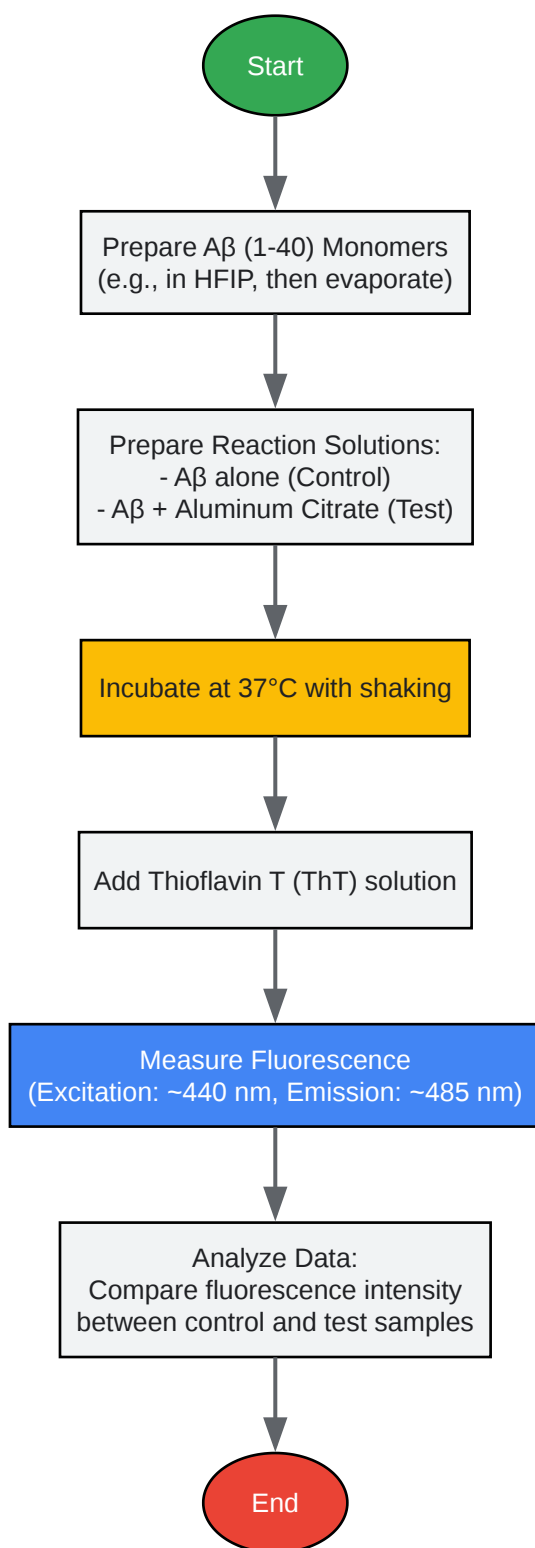 Start
Prepare Aβ (1-40) Monomers
(e.g., in HFIP, then evaporate)
Prepare Reaction Solutions:
- Aβ alone (Control)
- Aβ + Aluminum Citrate (Test)
Incubate at 37°C with shaking
Add Thioflavin T (ThT) solution
Measure Fluorescence
(Excitation: ~440 nm, Emission: ~485 nm)
Analyze Data:
Compare fluorescence intensity
between control and test samples
End